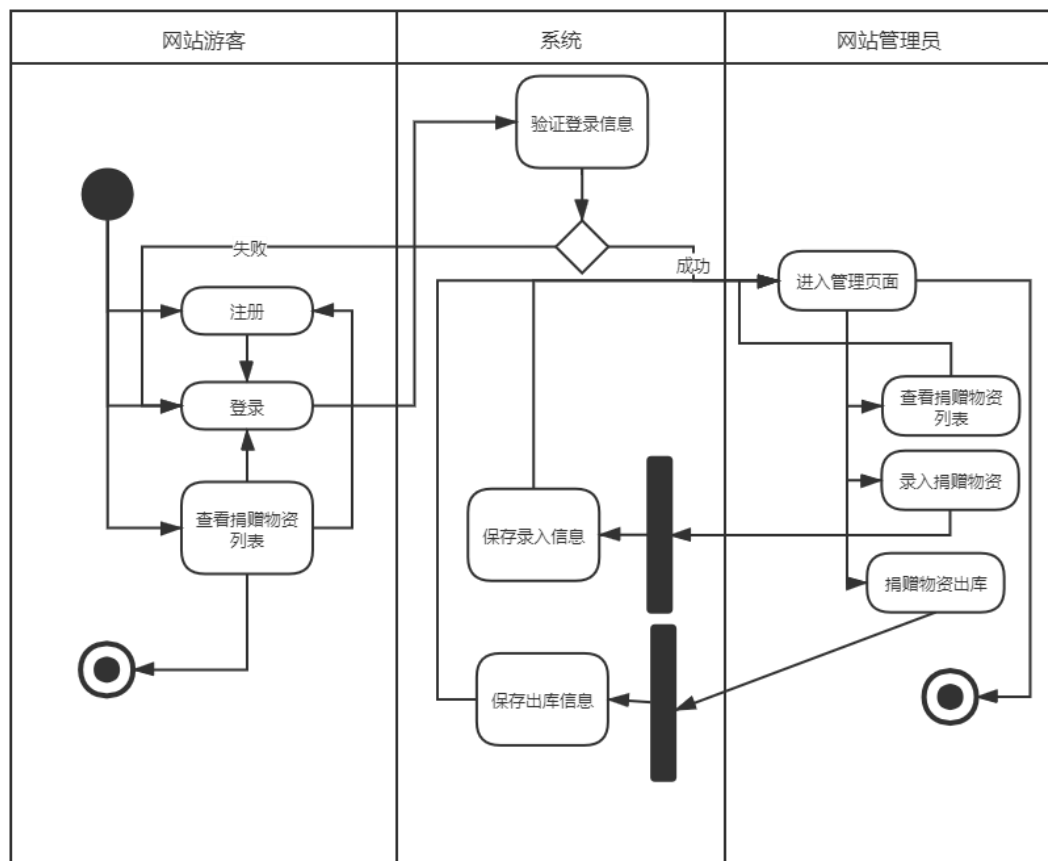 网站游客
系统
网站管理员
验证登录信息
失败
成功
进入管理页面
注册
登录
查看捐赠物资
列表
查看捐赠物资
列表
录入捐赠物资
保存录入信息
捐赠物资出库
保存出库信息